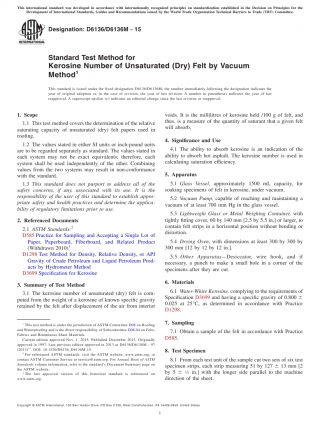 This international standard was developed in accordance with internationally recognized principles on standardization established in the Decision on Principles for the
Development of International Standards, Guides and Recommendations issued by the World Trade Organization Technical Barriers to Trade (TBT) Committee.
Designation: D6136/D6136M − 15
Standard Test Method for
Kerosine Number of Unsaturated (Dry) Felt by Vacuum
Method¹
This standard is issued under the fixed designation D6136/D6136M; the number immediately following the designation indicates the
year of original adoption or, in the case of revision, the year of last revision. A number in parentheses indicates the year of last
reapproval. A superscript epsilon (ε) indicates an editorial change since the last revision or reapproval.
1. Scope
1.1 This test method covers the determination of the relative
saturating capacity of unsaturated (dry) felt papers used in
roofing.
1.2 The values stated in either SI units or inch-pound units
are to be regarded separately as standard. The values stated in
each system may not be exact equivalents; therefore, each
system shall be used independently of the other. Combining
values from the two systems may result in non-conformance
with the standard.
1.3 This standard does not purport to address all of the
safety concerns, if any, associated with its use. It is the
responsibility of the user of this standard to establish appro-
priate safety and health practices and determine the applica-
bility of regulatory limitations prior to use.
2. Referenced Documents
2.1 ASTM Standards:²
D585 Practice for Sampling and Accepting a Single Lot of
Paper, Paperboard, Fiberboard, and Related Product
(Withdrawn 2010)³
D1298 Test Method for Density, Relative Density, or API
Gravity of Crude Petroleum and Liquid Petroleum Prod-
ucts by Hydrometer Method
D3699 Specification for Kerosine
3. Summary of Test Method
3.1 The kerosine number of unsaturated (dry) felt is com-
puted from the weight of a kerosine of known specific gravity
retained by the felt after displacement of the air from interior
¹ This test method is under the jurisdiction of ASTM Committee D08 on Roofing
and Waterproofing and is the direct responsibility of Subcommittee D08.04 on Felts,
Fabrics and Bituminous Sheet Materials.
Current edition approved Nov. 1, 2015. Published December 2015. Originally
approved in 1997. Last previous edition approved in 2011 as D6136/D6136M – 97
(2011)ᵋ¹. DOI: 10.1520/D6136_D6136M-15.
² For referenced ASTM standards, visit the ASTM website, www.astm.org, or
contact ASTM Customer Service at service@astm.org. For Annual Book of ASTM
Standards volume information, refer to the standard's Document Summary page on
the ASTM website.
³ The last approved version of this historical standard is referenced on
www.astm.org.
voids. It is the millilitres of kerosine held /100 g of felt, and
thus, is a measure of the quantity of saturant that a given felt
will absorb.
4. Significance and Use
4.1 The ability to absorb kerosine is an indication of the
ability to absorb hot asphalt. The kerosine number is used in
calculating saturation efficiency.
5. Apparatus
5.1 Glass Vessel, approximately 1500 mL capacity, for
soaking specimens of felt in kerosine, under vacuum.
5.2 Vacuum Pump, capable of reaching and maintaining a
vacuum of at least 700 mm Hg in the glass vessel.
5.3 Lightweight Glass or Metal Weighing Container, with
tightly fitting cover, 60 by 140 mm [2.5 by 5.5 in.] or larger, to
contain felt strips in a horizontal position without bending or
distortion.
5.4 Drying Oven, with dimensions at least 300 by 300 by
300 mm [12 by 12 by 12 in.].
5.5 Other Apparatus—Desiccator, wire hook, and if
necessary, a punch to make a small hole in a corner of the
specimens after they are cut.
6. Materials
6.1 Water-White Kerosine, complying to the requirements of
Specification D3699 and having a specific gravity of 0.800 ±
0.025 at 25°C, as determined in accordance with Practice
D1298.
7. Sampling
7.1 Obtain a sample of the felt in accordance with Practice
D585.
8. Test Specimens
8.1 From each test unit of the sample cut two sets of six test
specimen strips, each strip measuring 51 by 127 ± 13 mm [2
by 5 ± ½ in.] with the longer side parallel to the machine
direction of the sheet.
Copyright © ASTM International, 100 Barr Harbor Drive, PO Box C700, West Conshohocken, PA 19428-2959. United States
1